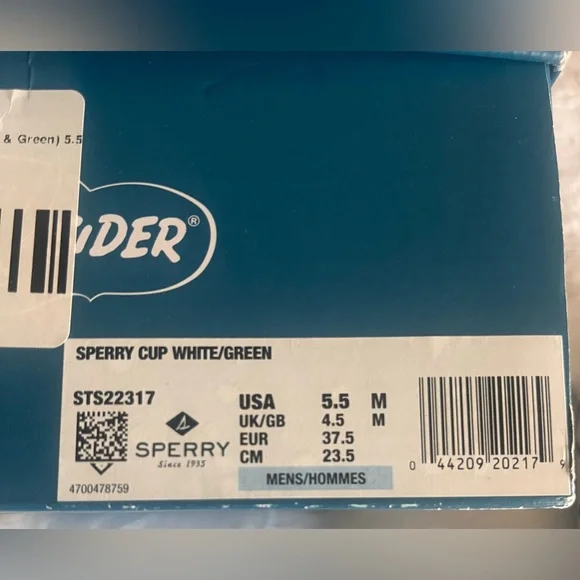 & Green) 5.5
DER®
SPERRY CUP WHITE/GREEN
STS22317
SPERRY
Since 1935
4700478759
USA 5.5 M
UK/GB 4.5 M
EUR 37.5
CM 23.5
MENS/HOMMES
0 44209 20217 9